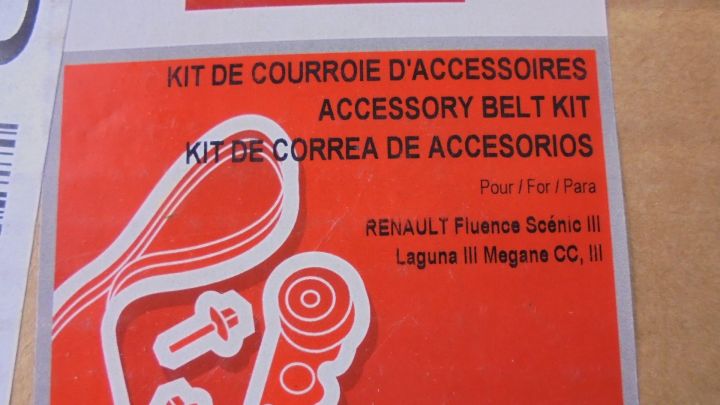 KIT DE COURROIE D'ACCESSOIRES
ACCESSORY BELT KIT
KIT DE CORREA DE ACCESORIOS
Pour / For / Para
RENAULT Fluence Scénic III
Laguna III Megane CC, III